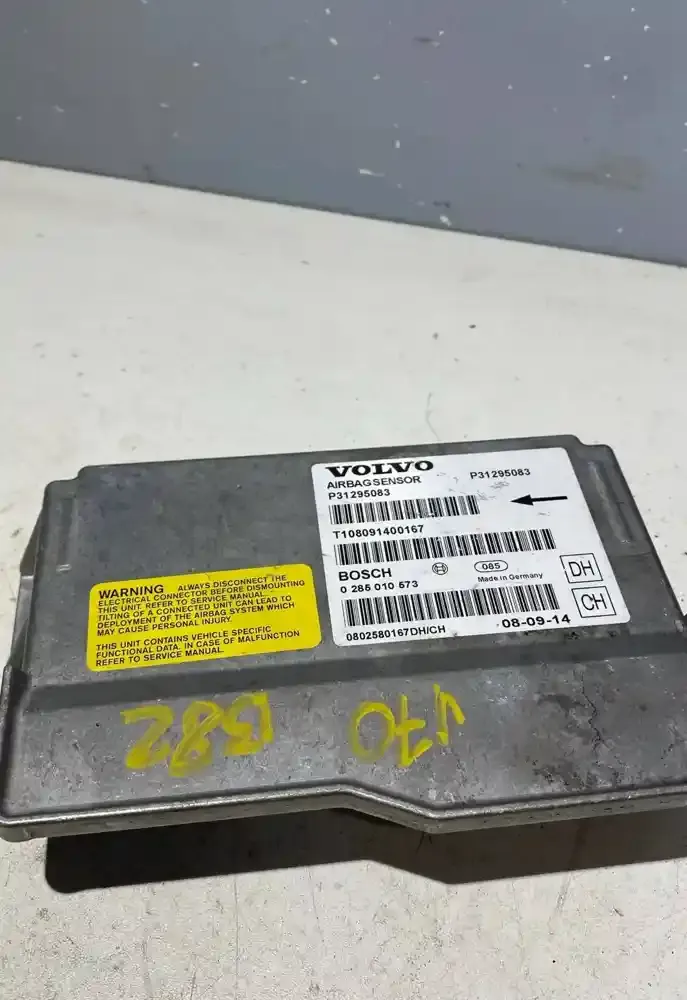 VOLVO
P31295083
AIRBAG SENSOR
P31295083
T108091400167
BOSCH
085
0 285 010 573
Made in Germany
DH
CH
08-09-14
0802580167DH/CH
WARNING ALWAYS DISCONNECT THE
ELECTRICAL CONNECTOR BEFORE DISMOUNTING
THIS UNIT. REFER TO SERVICE MANUAL.
TILTING OF A CONNECTED UNIT CAN LEAD TO
DEPLOYMENT OF THE AIRBAG SYSTEM WHICH
MAY CAUSE PERSONAL INJURY.
THIS UNIT CONTAINS VEHICLE SPECIFIC
FUNCTIONAL DATA. IN CASE OF MALFUNCTION
REFER TO SERVICE MANUAL.
V70
B82